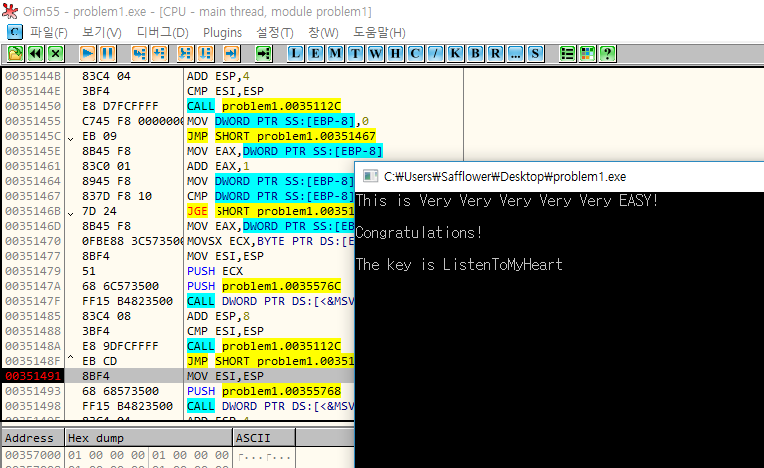 Oim55 - problem1.exe - [CPU - main thread, module problem1]
C 파일(F) 보기(V) 디버그(D) Plugins 설정(T) 창(W) 도움말(H)
L E M T W H C / K B R ... S
0035144B 83C4 04 ADD ESP,4
0035144E 3BF4 CMP ESI,ESP
00351450 E8 D7FCFFFF CALL problem1.0035112C
00351455 C745 F8 0000000 MOV DWORD PTR SS:[EBP-8],0
0035145C EB 09 JMP SHORT problem1.00351467
0035145E 8B45 F8 MOV EAX,DWORD PTR SS:[EBP-8]
00351461 83C0 01 ADD EAX,1
00351464 8945 F8 MOV DWORD PTR SS:[EBP-8]
00351467 837D F8 10 CMP DWORD PTR SS:[EBP-8]
0035146B 7D 24 JGE SHORT problem1.00351
0035146D 8B45 F8 MOV EAX,DWORD PTR SS:[EB
00351470 0FBE88 3C573500 MOVSX ECX,BYTE PTR DS:[E
00351477 8BF4 MOV ESI,ESP
00351479 51 PUSH ECX
0035147A 68 6C573500 PUSH problem1.0035576C
0035147F FF15 B4823500 CALL DWORD PTR DS:[<&MSV
00351485 83C4 08 ADD ESP,8
00351488 3BF4 CMP ESI,ESP
0035148A E8 9DFCFFFF CALL problem1.0035112C
0035148F EB CD JMP SHORT problem1.00351
00351491 8BF4 MOV ESI,ESP
00351493 68 68573500 PUSH problem1.00355768
00351498 FF15 B4823500 CALL DWORD PTR DS:[<&MSV
C:₩Users₩Safflower₩Desktop₩problem1.exe
This is Very Very Very Very Very EASY!
Congratulations!
The key is ListenToMyHeart
Address Hex dump ASCII
00357000 01 00 00 00 01 00 00 00